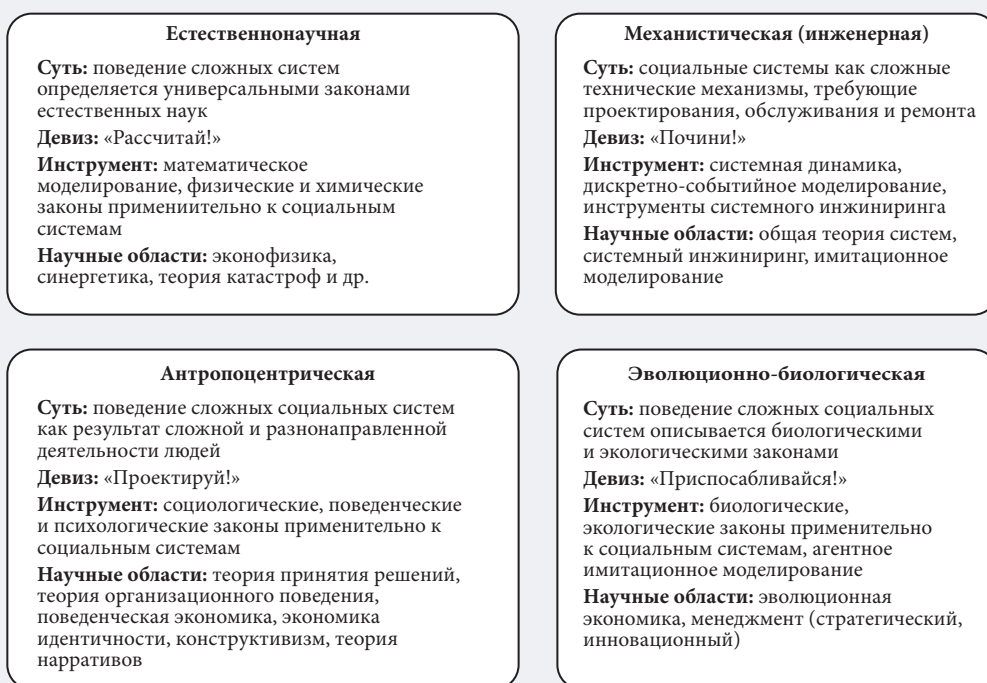 Естественнонаучная
Суть: поведение сложных систем
определяется универсальными законами
естественных наук
Девиз: «Рассчитай!»
Инструмент: математическое
моделирование, физические и химические
законы примениительно к социальным
системам
Научные области: эконофизика,
синергетика, теория катастроф и др.
Механистическая (инженерная)
Суть: социальные системы как сложные
технические механизмы, требующие
проектирования, обслуживания и ремонта
Девиз: «Почини!»
Инструмент: системная динамика,
дискретно-событийное моделирование,
инструменты системного инжиниринга
Научные области: общая теория систем,
системный инжиниринг, имитационное
моделирование
Антропоцентрическая
Суть: поведение сложных социальных систем
как результат сложной и разнонаправленной
деятельности людей
Девиз: «Проектируй!»
Инструмент: социологические, поведенческие
и психологические законы применительно к
социальным системам
Научные области: теория принятия решений,
теория организационного поведения,
поведенческая экономика, экономика
идентичности, конструктивизм, теория
нарративов
Эволюционно-биологическая
Суть: поведение сложных социальных
систем описывается биологическими
и экологическими законами
Девиз: «Приспосабливайся!»
Инструмент: биологические,
экологические законы применительно
к социальным системам, агентное
имитационное моделирование
Научные области: эволюционная
экономика, менеджмент (стратегический,
инновационный)